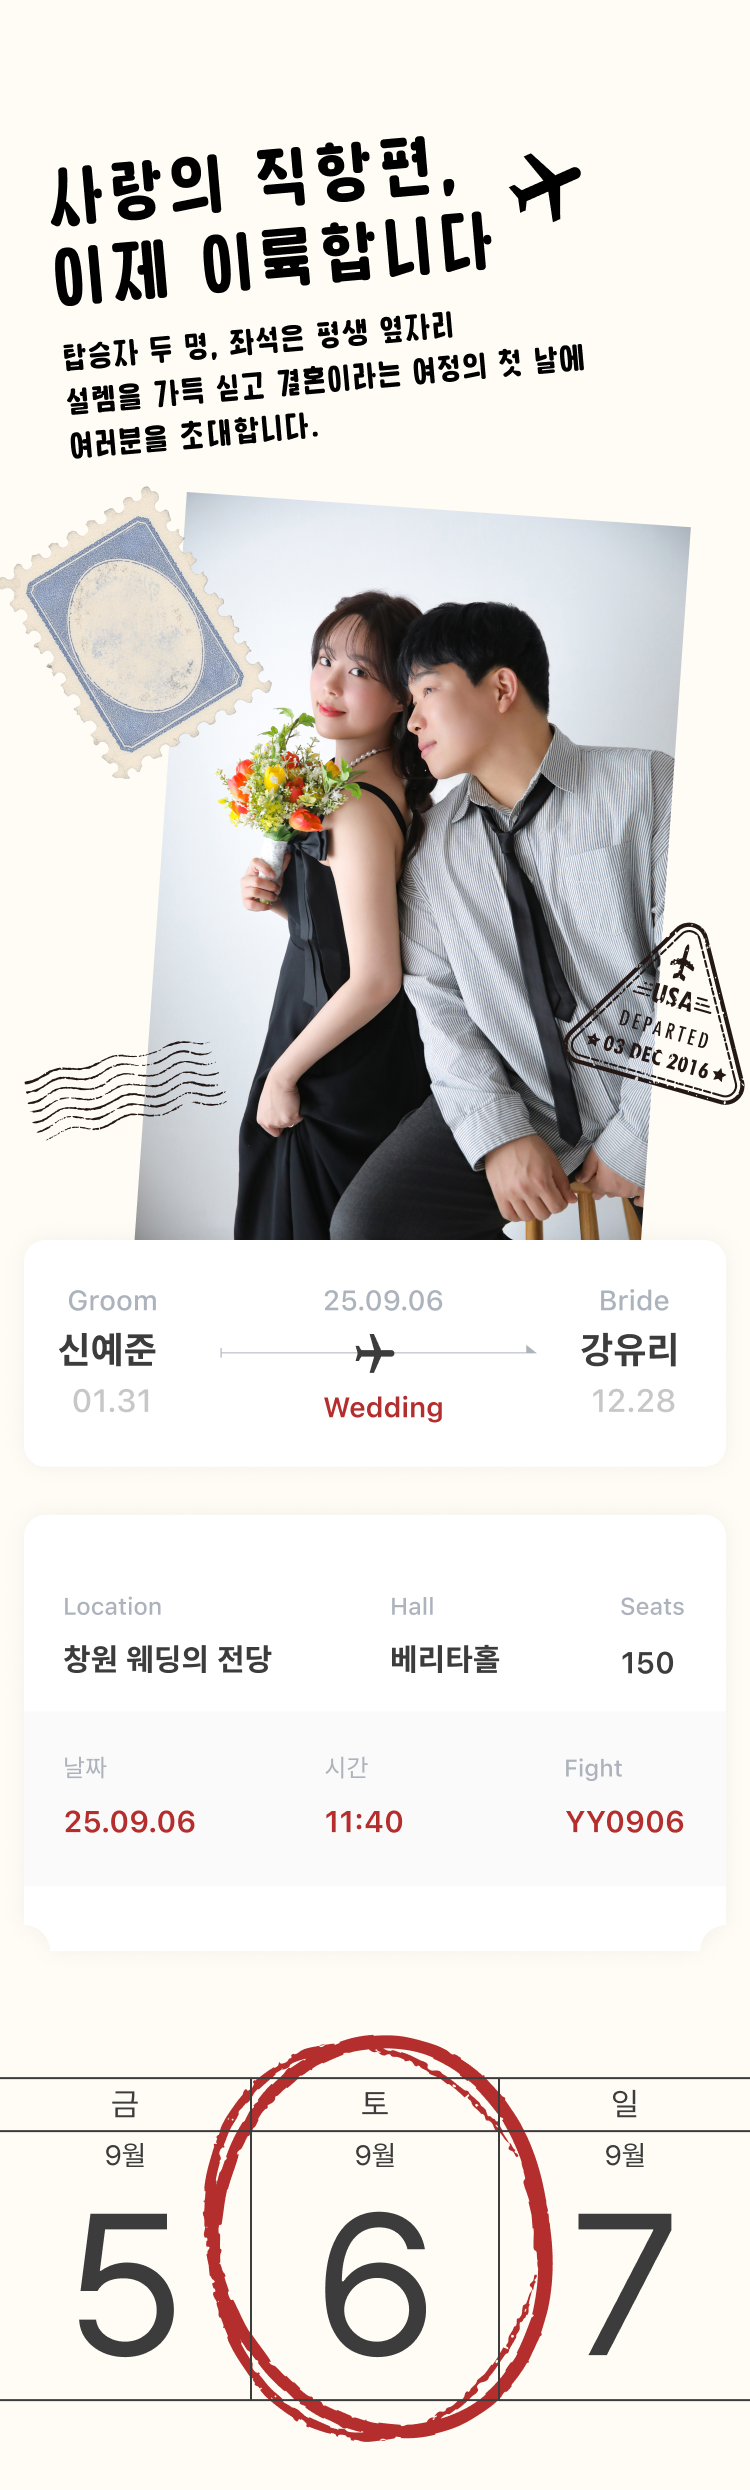 사랑의 직항편,
이제 이륙합니다
탑승자 두 명, 좌석은 평생 옆자리
설렘을 가득 싣고 결혼이라는 여정의 첫 날에
여러분을 초대합니다.
USA
DEPARTED
★03 DEC 2016★
Groom 25.09.06 Bride
신예준 강유리
01.31 Wedding 12.28
Location Hall Seats
창원 웨딩의 전당 베리타홀 150
날짜 시간 Fight
25.09.06 11:40 YY0906
금 토 일
9월 9월 9월
5 6 7